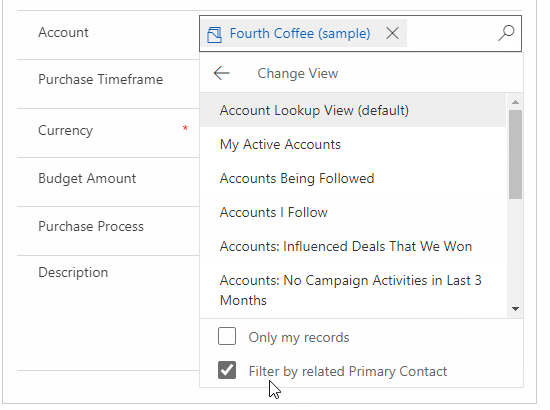 Account
Fourth Coffee (sample)
Change View
Purchase Timeframe
Account Lookup View (default)
My Active Accounts
Currency *
Accounts Being Followed
Budget Amount
Accounts I Follow
Purchase Process
Accounts: Influenced Deals That We Won
Description
Accounts: No Campaign Activities in Last 3
Months
Only my records
Filter by related Primary Contact